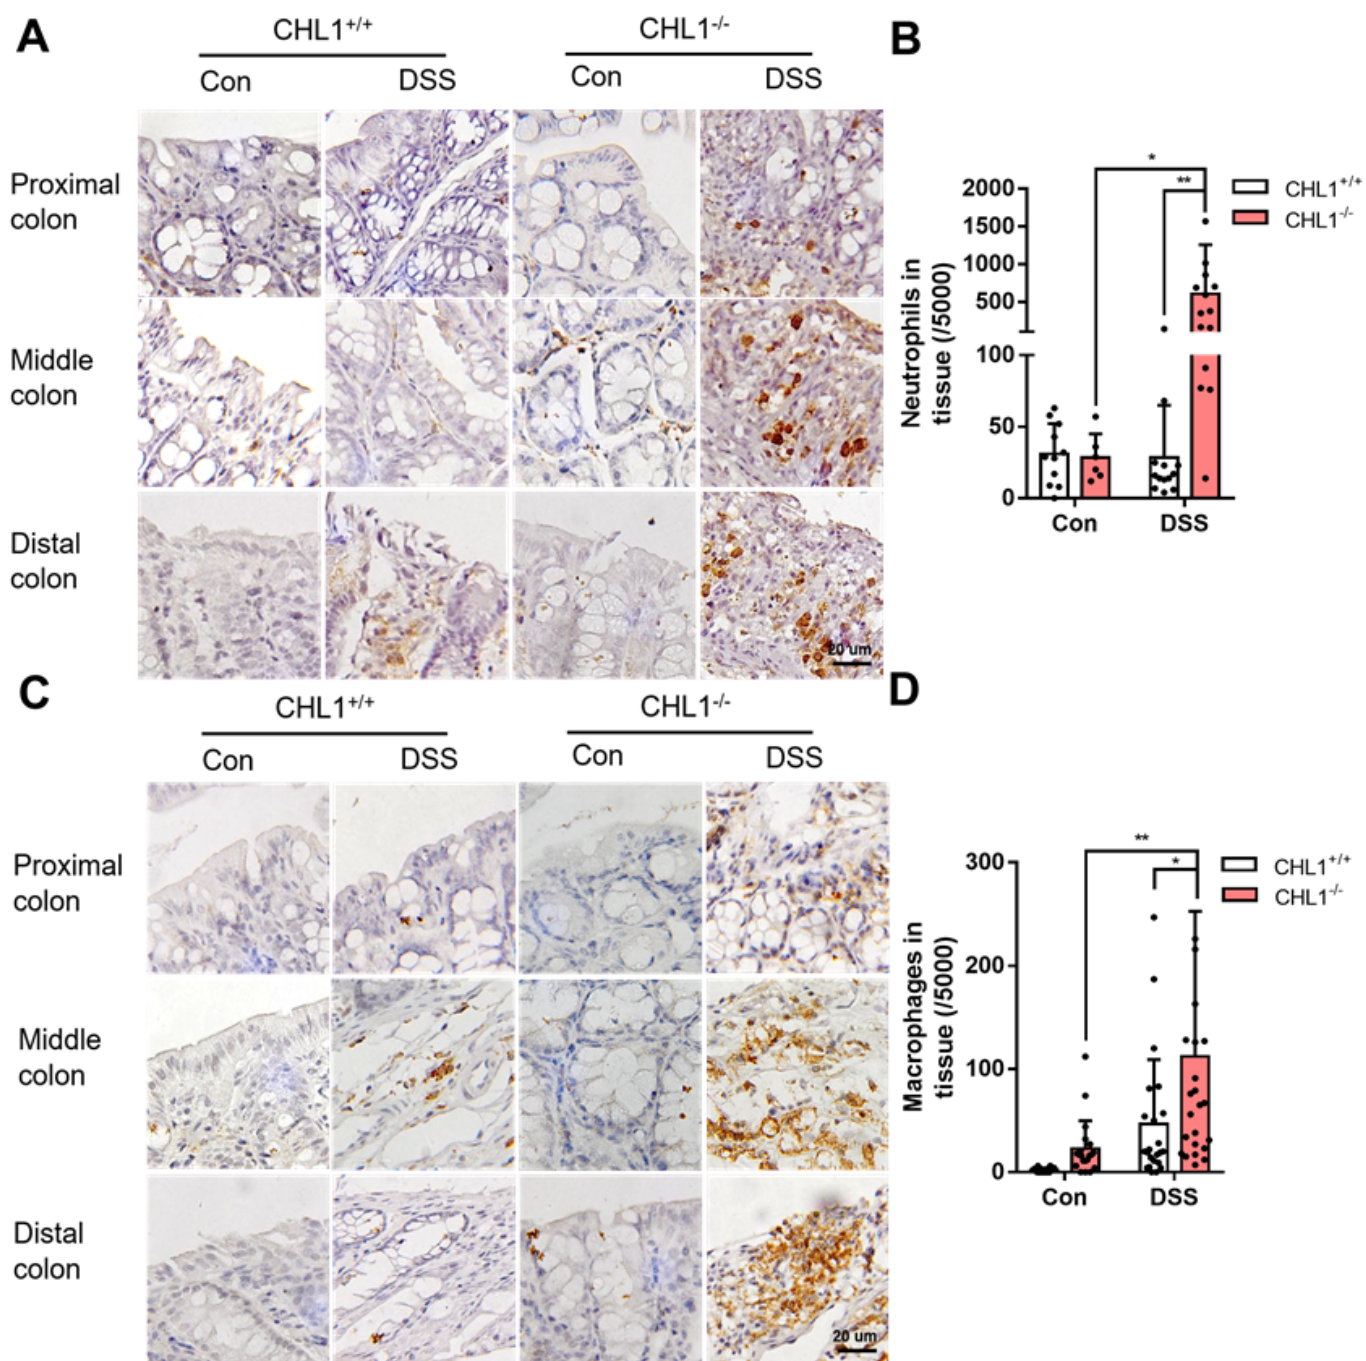 A
CHL1+/+
CHL1-/-
Con
DSS
Con
DSS
Proximal
colon
Middle
colon
Distal
colon
20 um
B
Neutrophils in
tissue (/5000)
2000
1500
1000
500
100
50
0
Con
DSS
*
**
CHL1+/+
CHL1-/-
C
CHL1+/+
CHL1-/-
Con
DSS
Con
DSS
Proximal
colon
Middle
colon
Distal
colon
20 um
D
Macrophages in
tissue (/5000)
300
200
100
0
Con
DSS
**
*
CHL1+/+
CHL1-/-